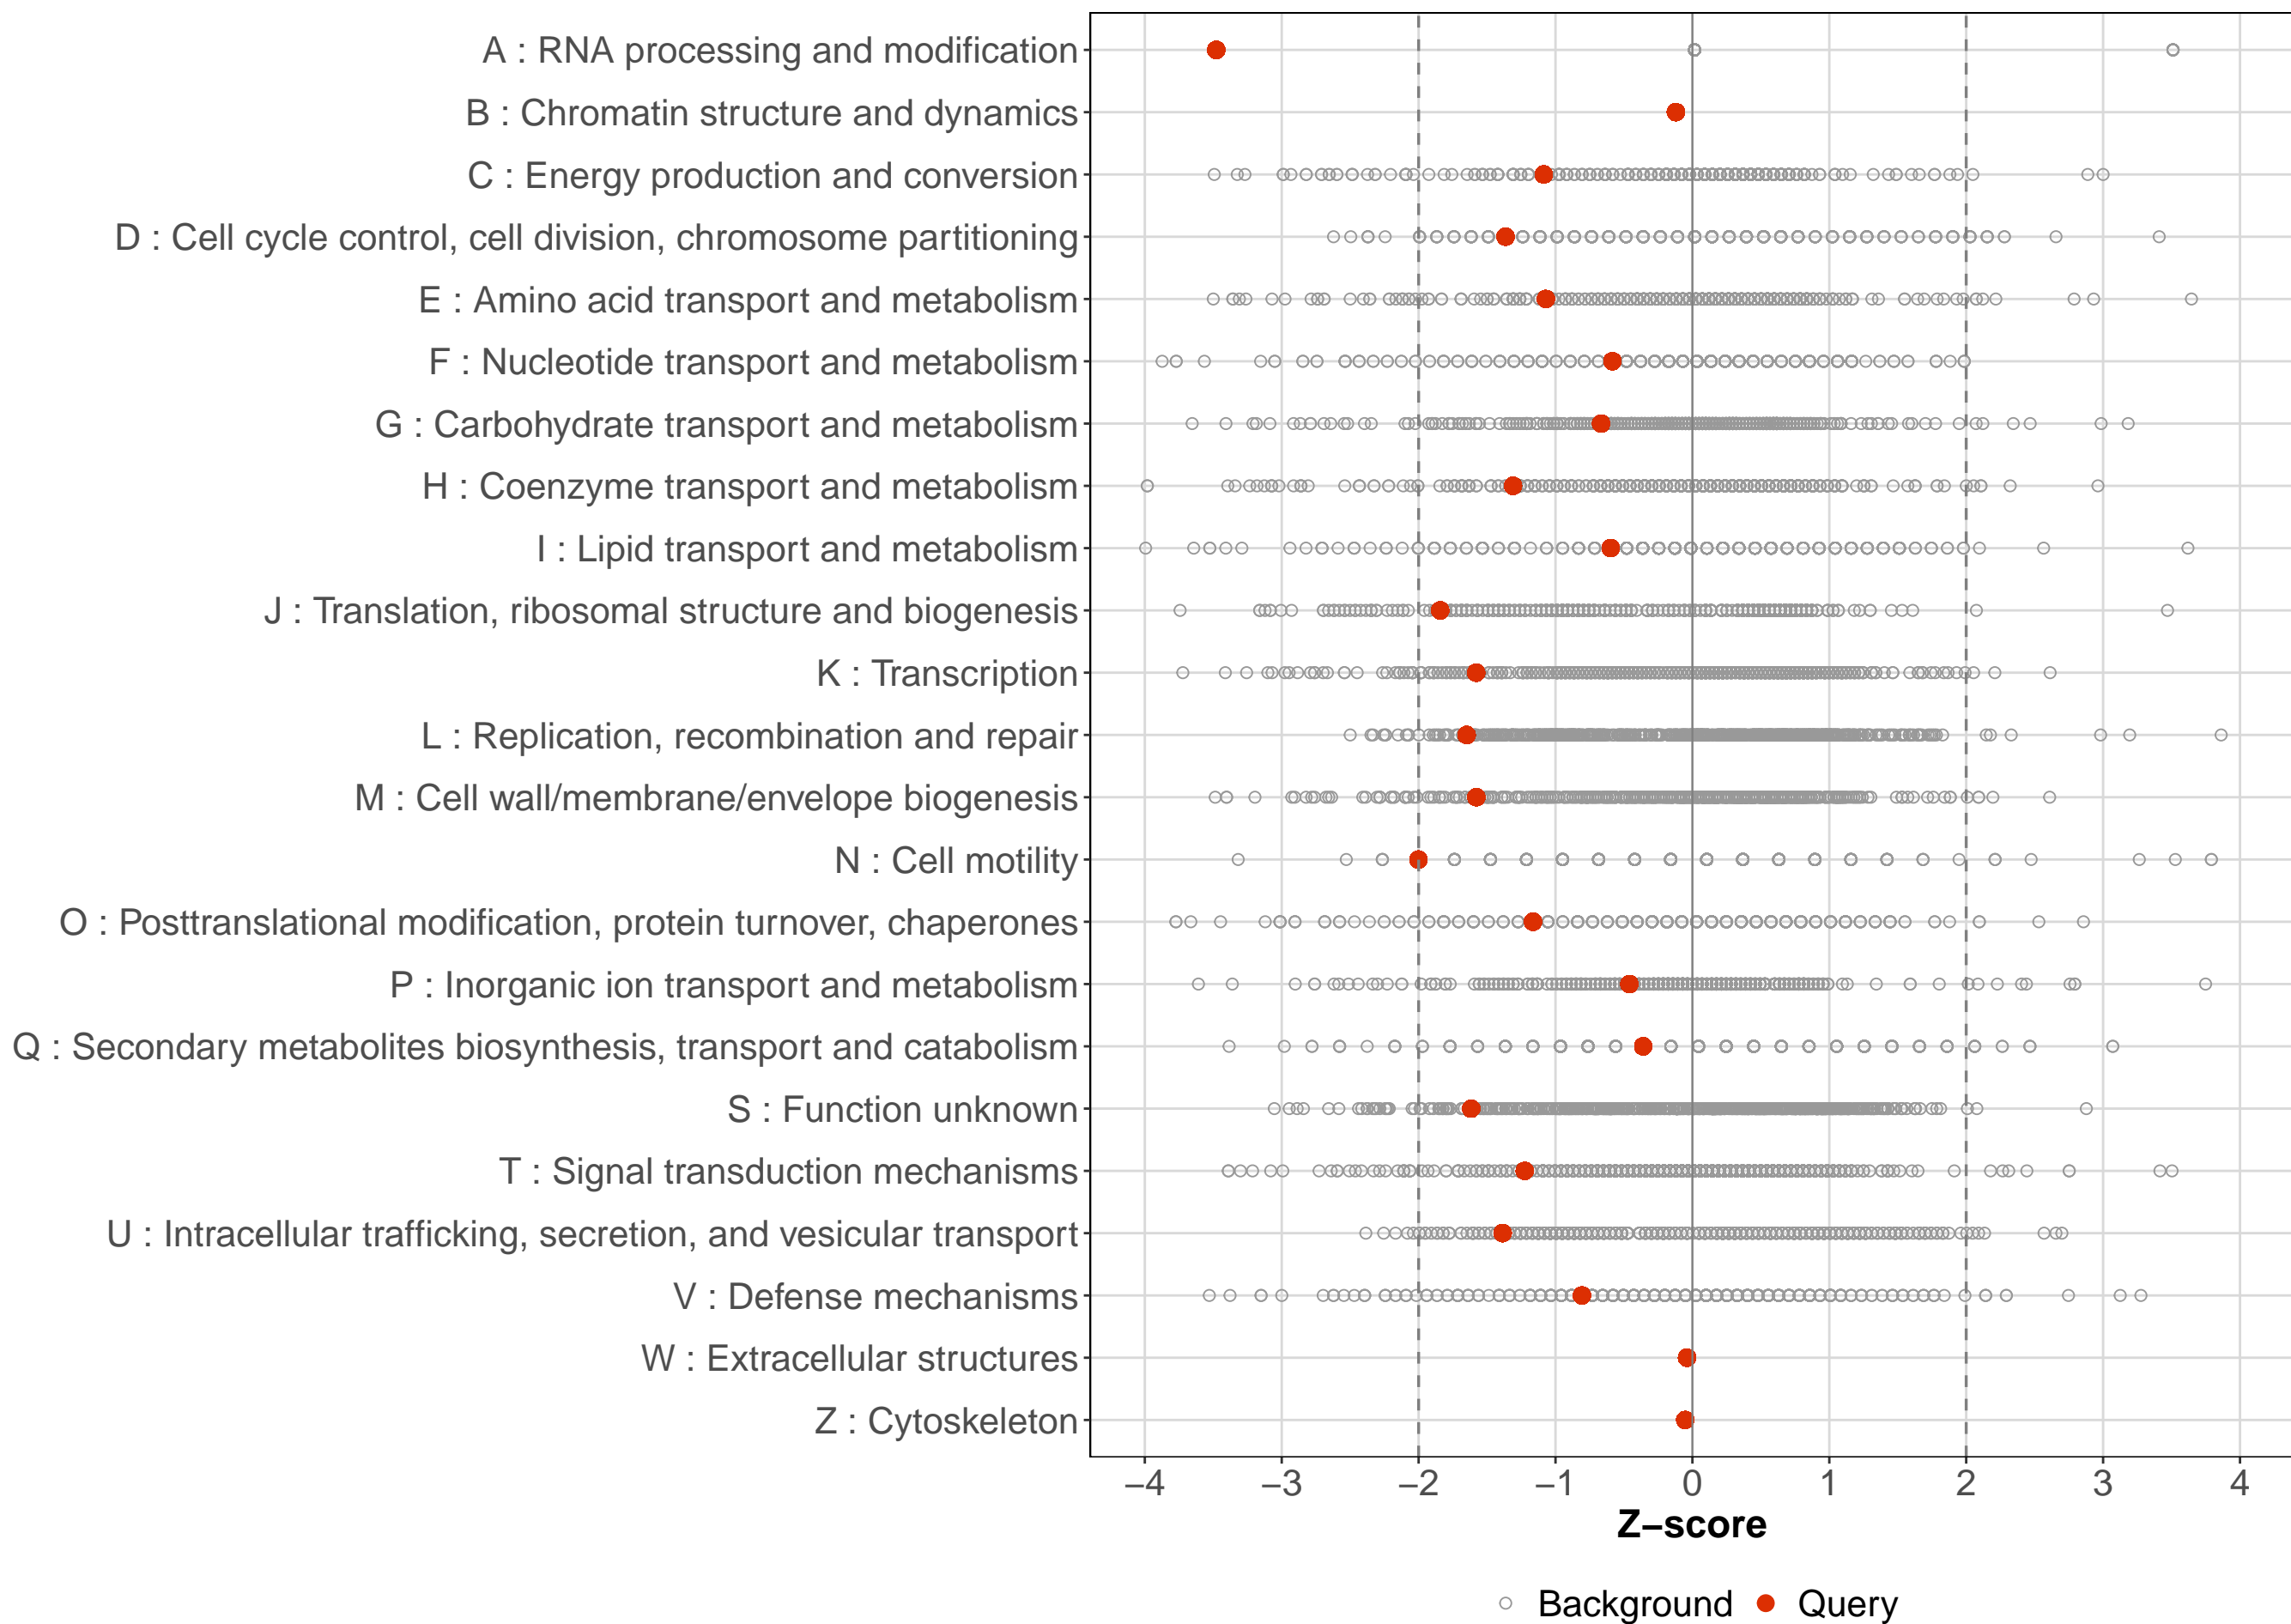 A : RNA processing and modification
B : Chromatin structure and dynamics
C : Energy production and conversion
D : Cell cycle control, cell division, chromosome partitioning
E : Amino acid transport and metabolism
F : Nucleotide transport and metabolism
G : Carbohydrate transport and metabolism
H : Coenzyme transport and metabolism
I : Lipid transport and metabolism
J : Translation, ribosomal structure and biogenesis
K : Transcription
L : Replication, recombination and repair
M : Cell wall/membrane/envelope biogenesis
N : Cell motility
O : Posttranslational modification, protein turnover, chaperones
P : Inorganic ion transport and metabolism
Q : Secondary metabolites biosynthesis, transport and catabolism
S : Function unknown
T : Signal transduction mechanisms
U : Intracellular trafficking, secretion, and vesicular transport
V : Defense mechanisms
W : Extracellular structures
Z : Cytoskeleton
−4 −3 −2 −1 0 1 2 3 4
Z−score
Background Query